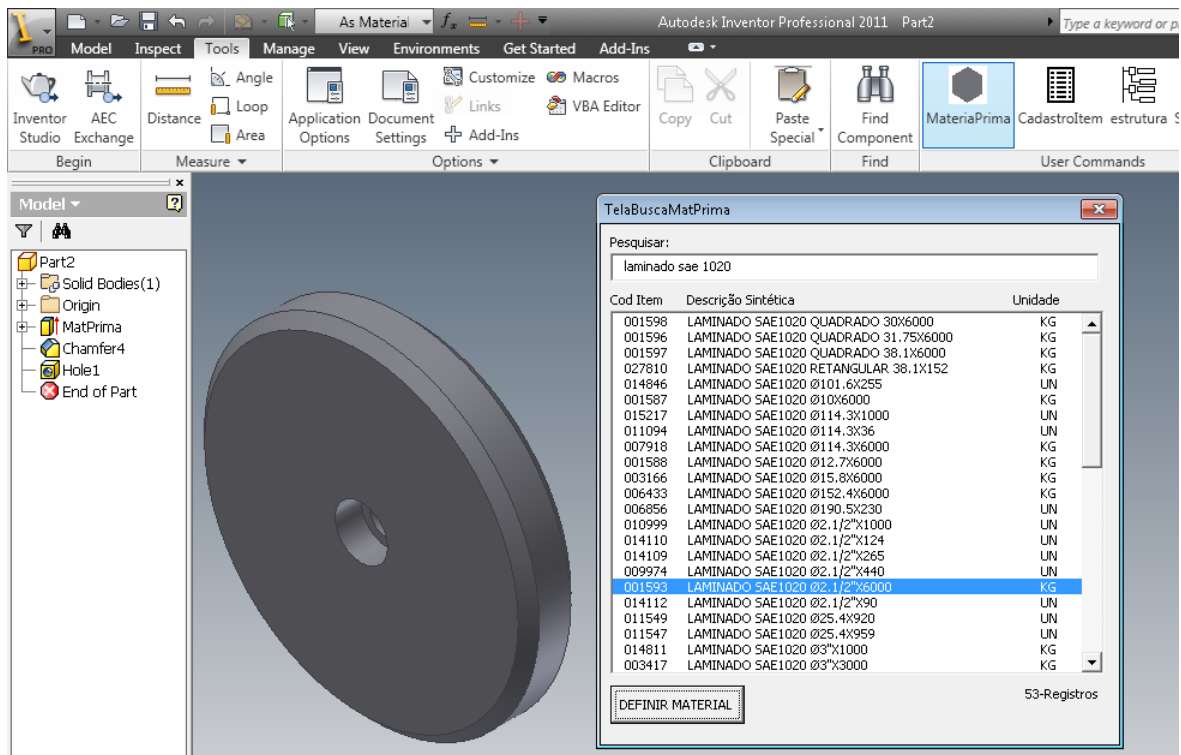 PRO
As Material
Autodesk Inventor Professional 2011 Part2
Type a keyword or p
Model Inspect Tools Manage View Environments Get Started Add-Ins
Inventor Studio
AEC Exchange
Begin
Distance
Angle
Loop
Area
Measure
Application Options
Document Settings
Customize
Links
Add-Ins
Macros
VBA Editor
Options
Copy
Cut
Paste Special
Clipboard
Find Component
Find
MateriaPrima
CadastroItem
estrutura
S
User Commands
Model
Part2
Solid Bodies(1)
Origin
MatPrima
Chamfer4
Hole1
End of Part
TelaBuscaMatPrima
Pesquisar:
laminado sae 1020
Cod Item Descrição Sintética Unidade
001598 LAMINADO SAE1020 QUADRADO 30X6000 KG
001596 LAMINADO SAE1020 QUADRADO 31.75X6000 KG
001597 LAMINADO SAE1020 QUADRADO 38.1X6000 KG
027810 LAMINADO SAE1020 RETANGULAR 38.1X152 KG
014846 LAMINADO SAE1020 Ø101.6X255 UN
001587 LAMINADO SAE1020 Ø10X6000 KG
015217 LAMINADO SAE1020 Ø114.3X1000 UN
011094 LAMINADO SAE1020 Ø114.3X36 UN
007918 LAMINADO SAE1020 Ø114.3X6000 KG
001588 LAMINADO SAE1020 Ø12.7X6000 KG
003166 LAMINADO SAE1020 Ø15.8X6000 KG
006433 LAMINADO SAE1020 Ø152.4X6000 KG
006856 LAMINADO SAE1020 Ø190.5X230 UN
010999 LAMINADO SAE1020 Ø2.1/2"X1000 UN
014110 LAMINADO SAE1020 Ø2.1/2"X124 UN
014109 LAMINADO SAE1020 Ø2.1/2"X265 UN
009974 LAMINADO SAE1020 Ø2.1/2"X440 UN
001593 LAMINADO SAE1020 Ø2.1/2"X6000 KG
014112 LAMINADO SAE1020 Ø2.1/2"X90 UN
011549 LAMINADO SAE1020 Ø25.4X920 UN
011547 LAMINADO SAE1020 Ø25.4X959 UN
014811 LAMINADO SAE1020 Ø3"X1000 KG
003417 LAMINADO SAE1020 Ø3"X3000 KG
DEFINIR MATERIAL
53-Registros